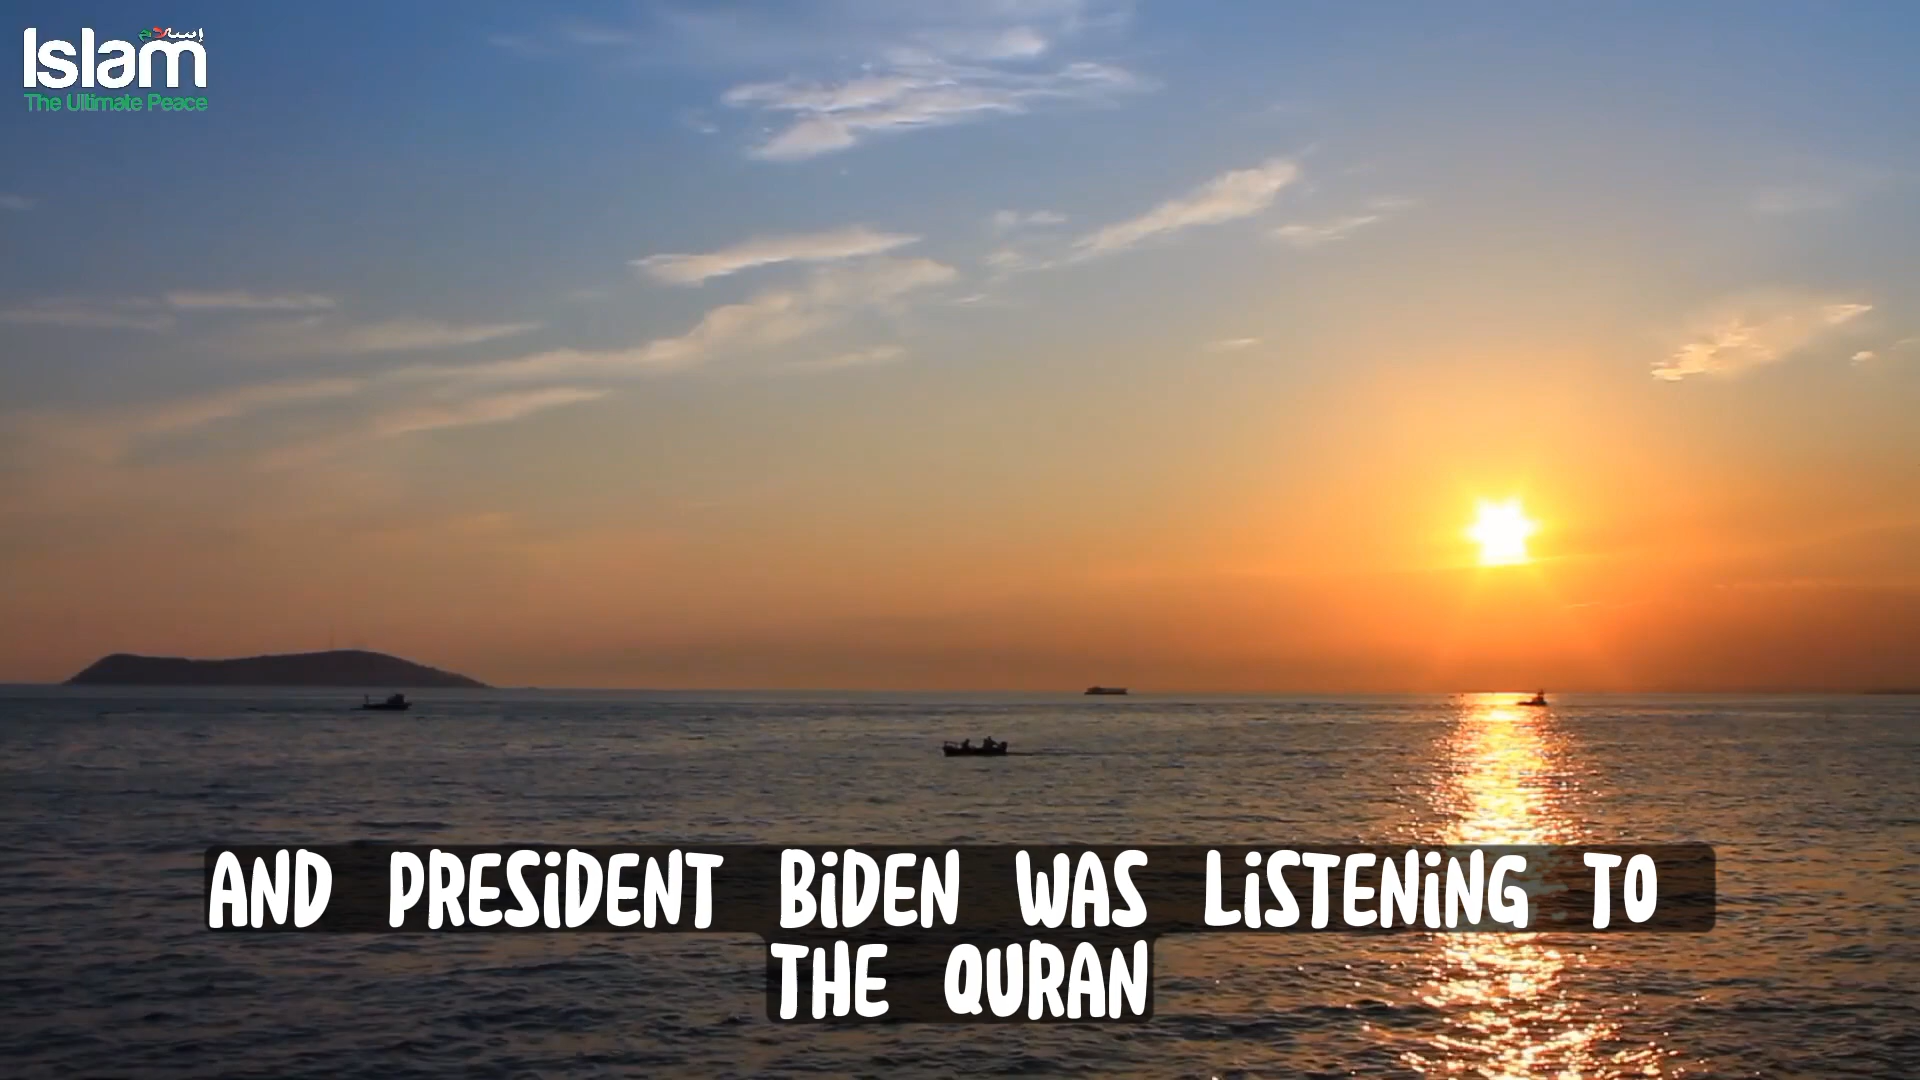 إسلام
Islam
The Ultimate Peace
AND PRESiDENT BiDEN WAS LiSTENiNG TO
THE QURAN